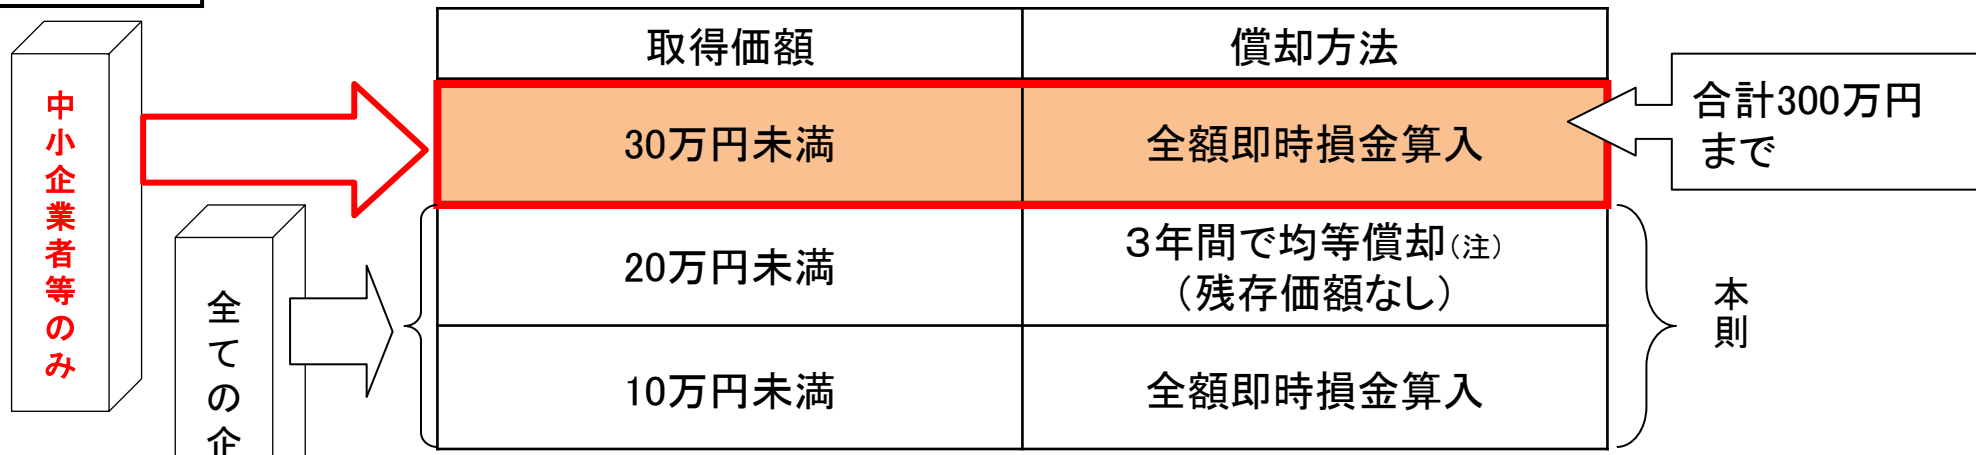 取得価額 償却方法
中小企業者等のみ
30万円未満 全額即時損金算入
合計300万円
まで
20万円未満 3年間で均等償却(注)
(残存価額なし)
全ての企
10万円未満 全額即時損金算入
本則